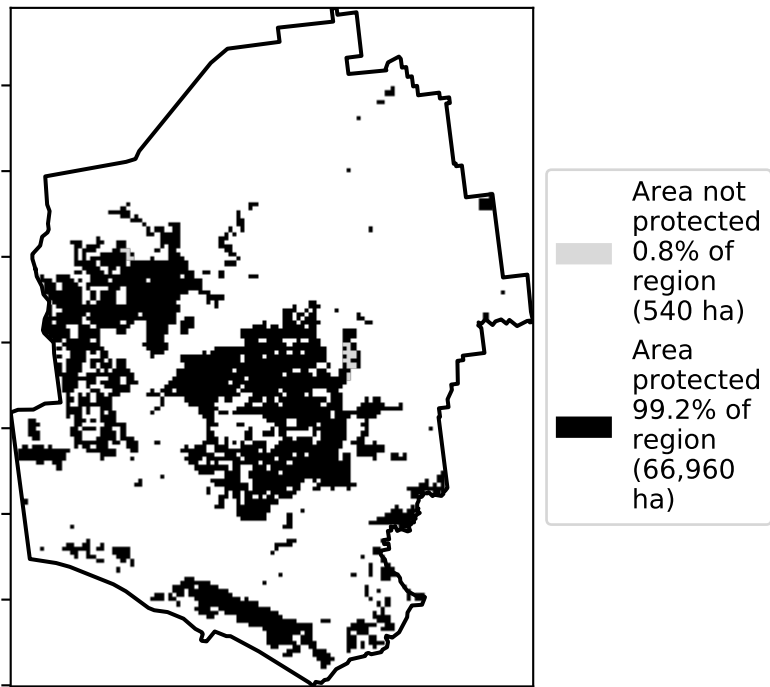 Area not
protected
0.8% of
region
(540 ha)
Area
protected
99.2% of
region
(66,960
ha)